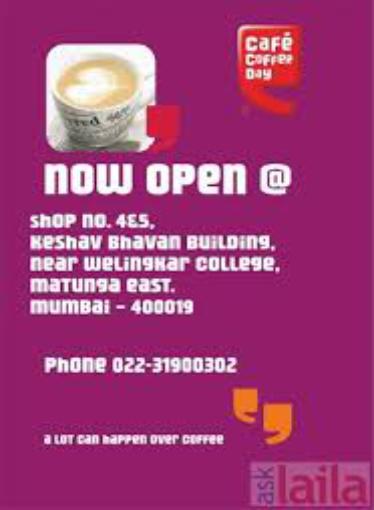 Café
Coffee
Day
now open @
shop no. 4&5,
Keshav Bhavan Building,
near Welingkar College,
Matunga East.
Mumbai – 400019
Phone 022-31900302
a lot can happen over coffee
ask laila